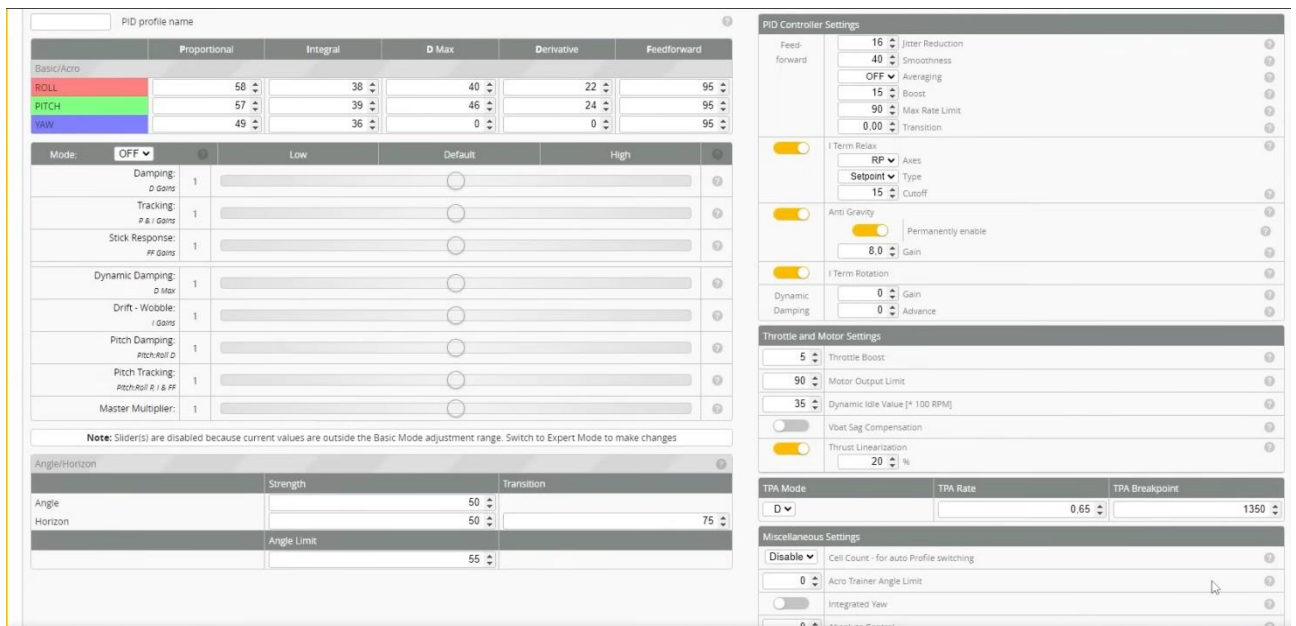 PID profile name
Proportional Integral D Max Derivative Feedforward
Basic/Acro
ROLL 58 38 40 22 95
PITCH 57 39 46 24 95
YAW 49 36 0 0 95
Mode: OFF Low Default High
Damping:
D Gains
1
Tracking:
P & I Gains
1
Stick Response:
FF Gains
1
Dynamic Damping:
D Max
1
Drift - Wobble:
I Gains
1
Pitch Damping:
Pitch:Roll D
1
Pitch Tracking:
Pitch:Roll P, I & FF
1
Master Multiplier: 1
Note: Slider(s) are disabled because current values are outside the Basic Mode adjustment range. Switch to Expert Mode to make changes
Angle/Horizon
Strength Transition
Angle 50
Horizon 50 75
Angle Limit
55
PID Controller Settings
Feed-
forward
16 Jitter Reduction
40 Smoothness
OFF Averaging
15 Boost
90 Max Rate Limit
0,00 Transition
I Term Relax
RP Axes
Setpoint Type
15 Cutoff
Anti Gravity
Permanently enable
8,0 Gain
I Term Rotation
Dynamic
Damping
0 Gain
0 Advance
Throttle and Motor Settings
5 Throttle Boost
90 Motor Output Limit
35 Dynamic Idle Value [* 100 RPM]
Vbat Sag Compensation
Thrust Linearization
20 %
TPA Mode TPA Rate TPA Breakpoint
D 0,65 1350
Miscellaneous Settings
Disable Cell Count - for auto Profile switching
0 Acro Trainer Angle Limit
Integrated Yaw
0 Absolute Control